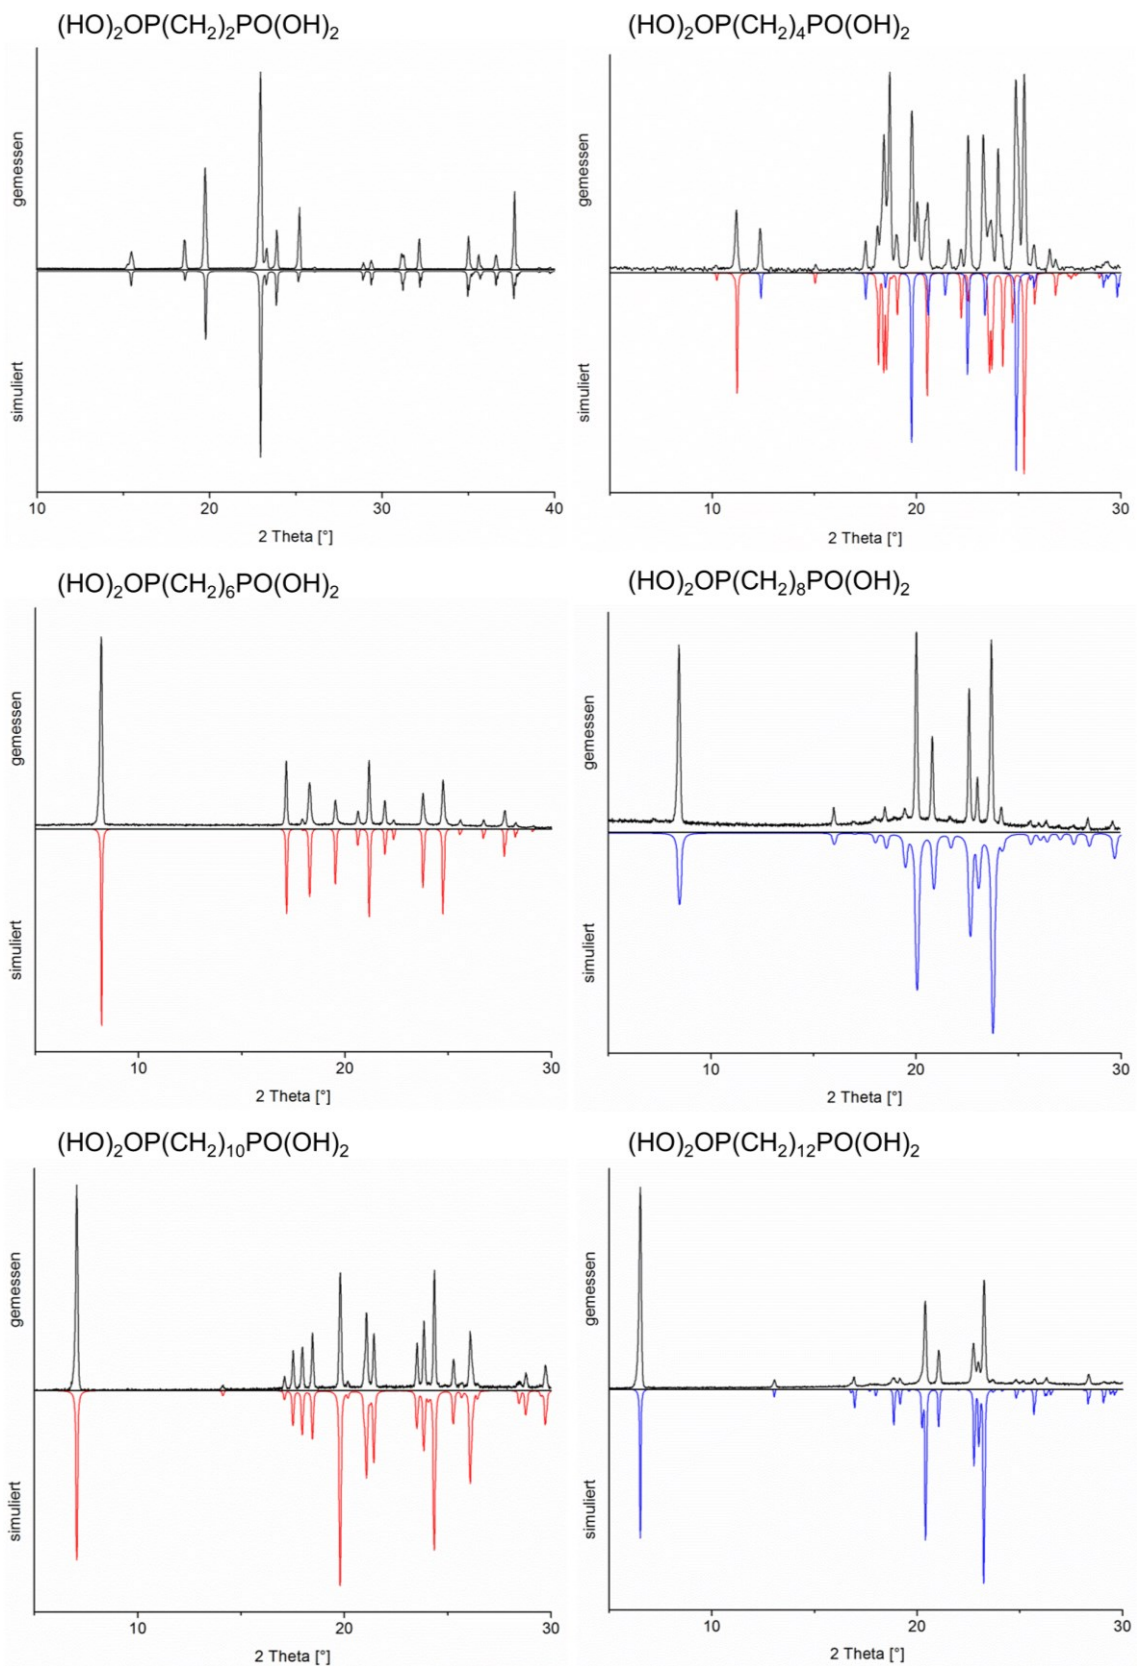 (HO)₂OP(CH₂)₂PO(OH)₂
gemessen
simuliert
10 20 30 40
2 Theta [°]
(HO)₂OP(CH₂)₄PO(OH)₂
gemessen
simuliert
10 20 30
2 Theta [°]
(HO)₂OP(CH₂)₆PO(OH)₂
gemessen
simuliert
10 20 30
2 Theta [°]
(HO)₂OP(CH₂)₈PO(OH)₂
gemessen
simuliert
10 20 30
2 Theta [°]
(HO)₂OP(CH₂)₁₀PO(OH)₂
gemessen
simuliert
10 20 30
2 Theta [°]
(HO)₂OP(CH₂)₁₂PO(OH)₂
gemessen
simuliert
10 20 30
2 Theta [°]